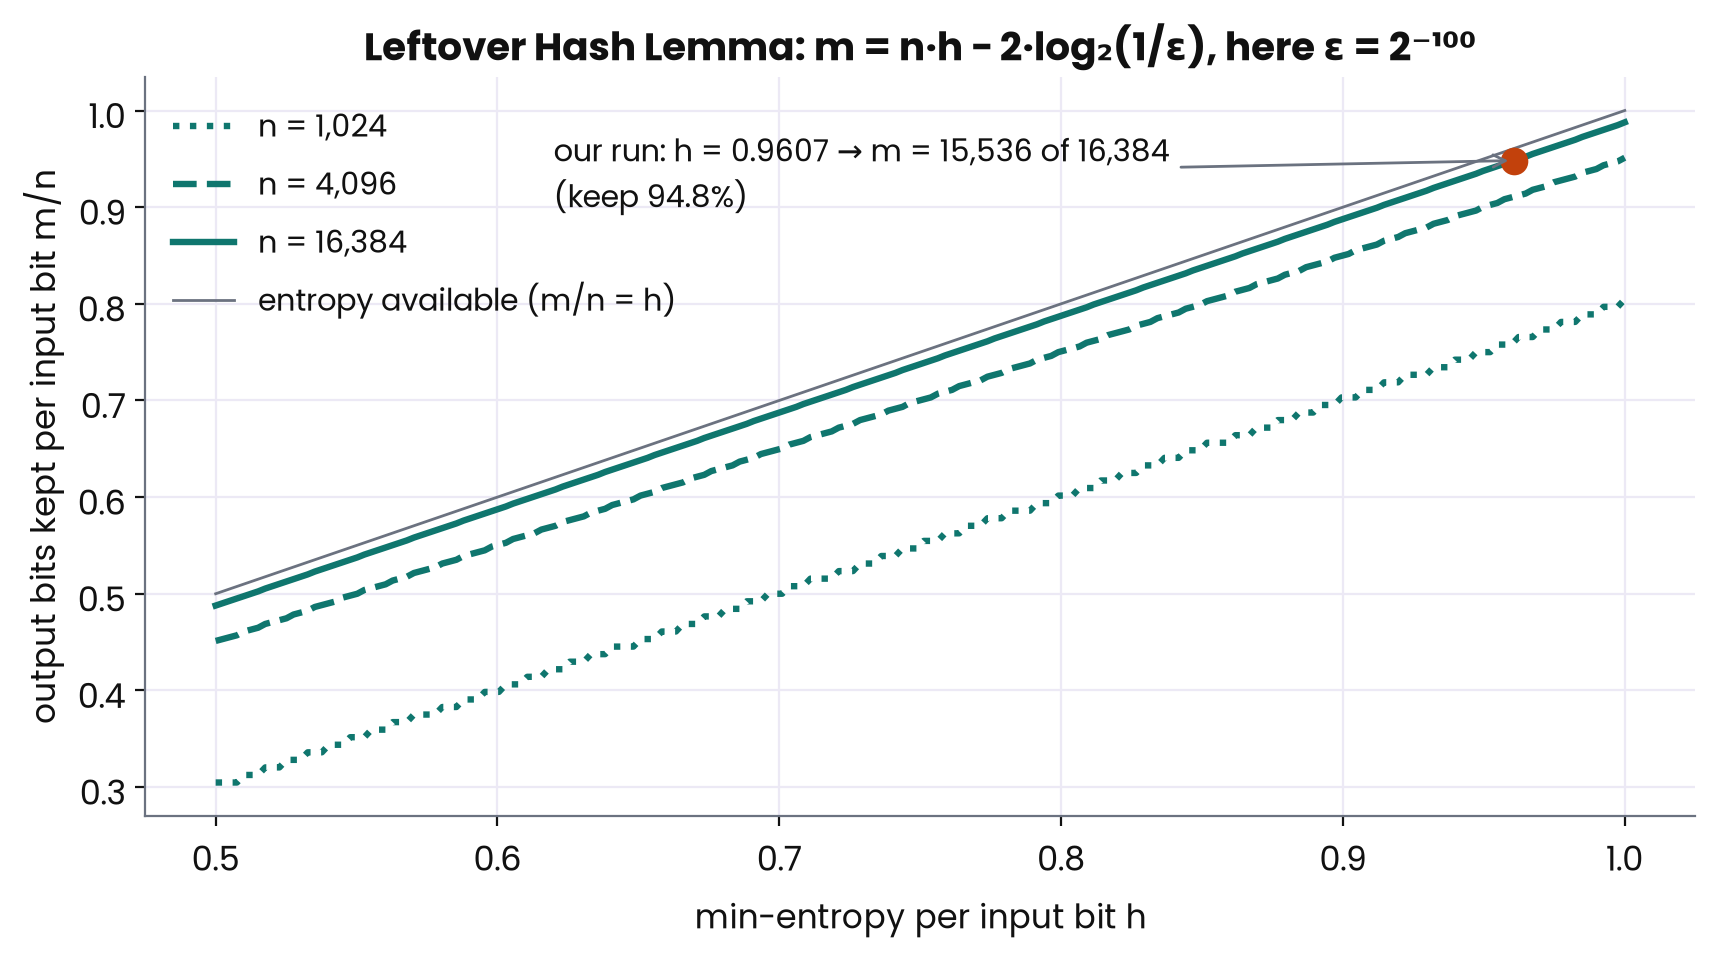 Leftover Hash Lemma: m = n·h − 2·log₂(1/ε), here ε = 2⁻¹⁰⁰
n = 1,024
n = 4,096
n = 16,384
entropy available (m/n = h)
our run: h = 0.9607 → m = 15,536 of 16,384
(keep 94.8%)
output bits kept per input bit m/n
1.0
0.9
0.8
0.7
0.6
0.5
0.4
0.3
0.5 0.6 0.7 0.8 0.9 1.0
min-entropy per input bit h